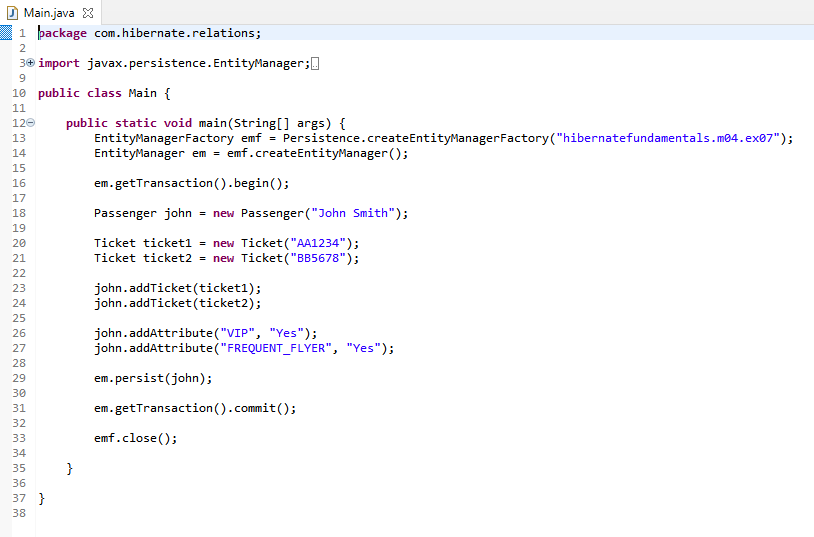 Main.java
1 package com.hibernate.relations;
2
3 import javax.persistence.EntityManager;
9
10 public class Main {
11
12 public static void main(String[] args) {
13 EntityManagerFactory emf = Persistence.createEntityManagerFactory("hibernatefundamentals.m04.ex07");
14 EntityManager em = emf.createEntityManager();
15
16 em.getTransaction().begin();
17
18 Passenger john = new Passenger("John Smith");
19
20 Ticket ticket1 = new Ticket("AA1234");
21 Ticket ticket2 = new Ticket("BB5678");
22
23 john.addTicket(ticket1);
24 john.addTicket(ticket2);
25
26 john.addAttribute("VIP", "Yes");
27 john.addAttribute("FREQUENT_FLYER", "Yes");
28
29 em.persist(john);
30
31 em.getTransaction().commit();
32
33 emf.close();
34
35 }
36
37 }
38